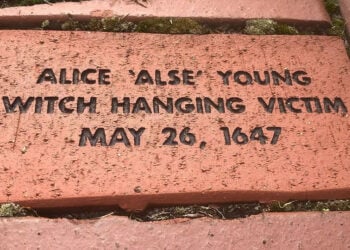 ALICE 'ALSE' YOUNG
WITCH HANGING VICTIM
MAY 26, 1647